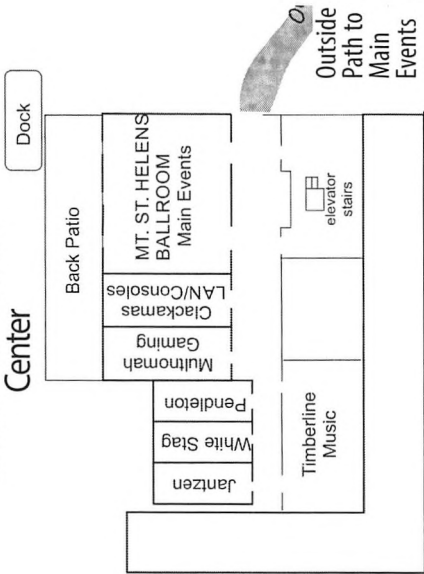 Center
Dock
Back Patio
MT. ST. HELENS
BALLROOM
Main Events
Clackamas
LAN/Consoles
Multnomah
Gaming
Pendleton
White Stag
Jantzen
Outside
Path to
Main
Events
elevator
stairs
Timberline
Music